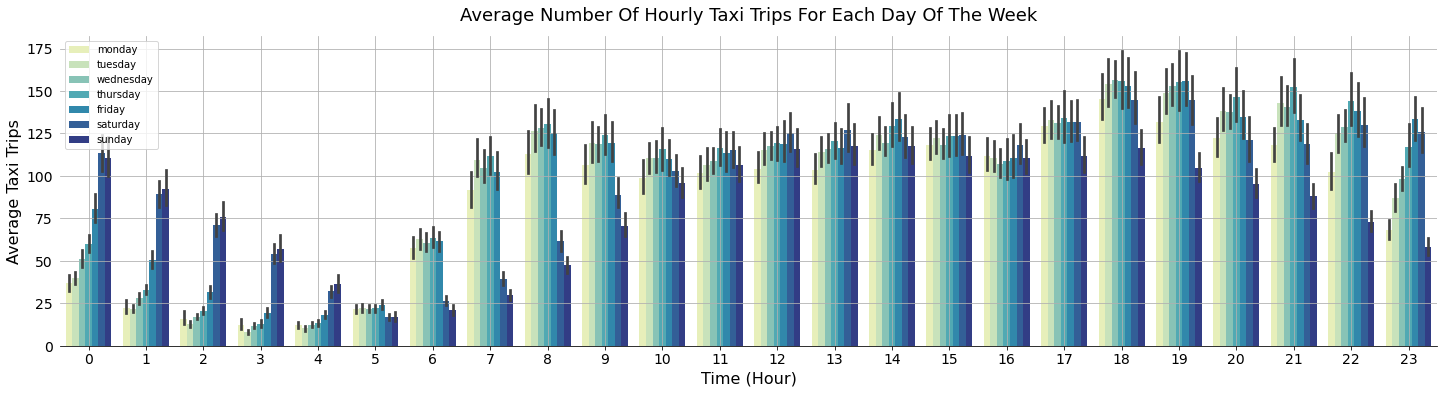 Average Number Of Hourly Taxi Trips For Each Day Of The Week
175
150
125
100
75
50
25
0
Average Taxi Trips
monday
tuesday
wednesday
thursday
friday
saturday
sunday
0 1 2 3 4 5 6 7 8 9 10 11 12 13 14 15 16 17 18 19 20 21 22 23
Time (Hour)